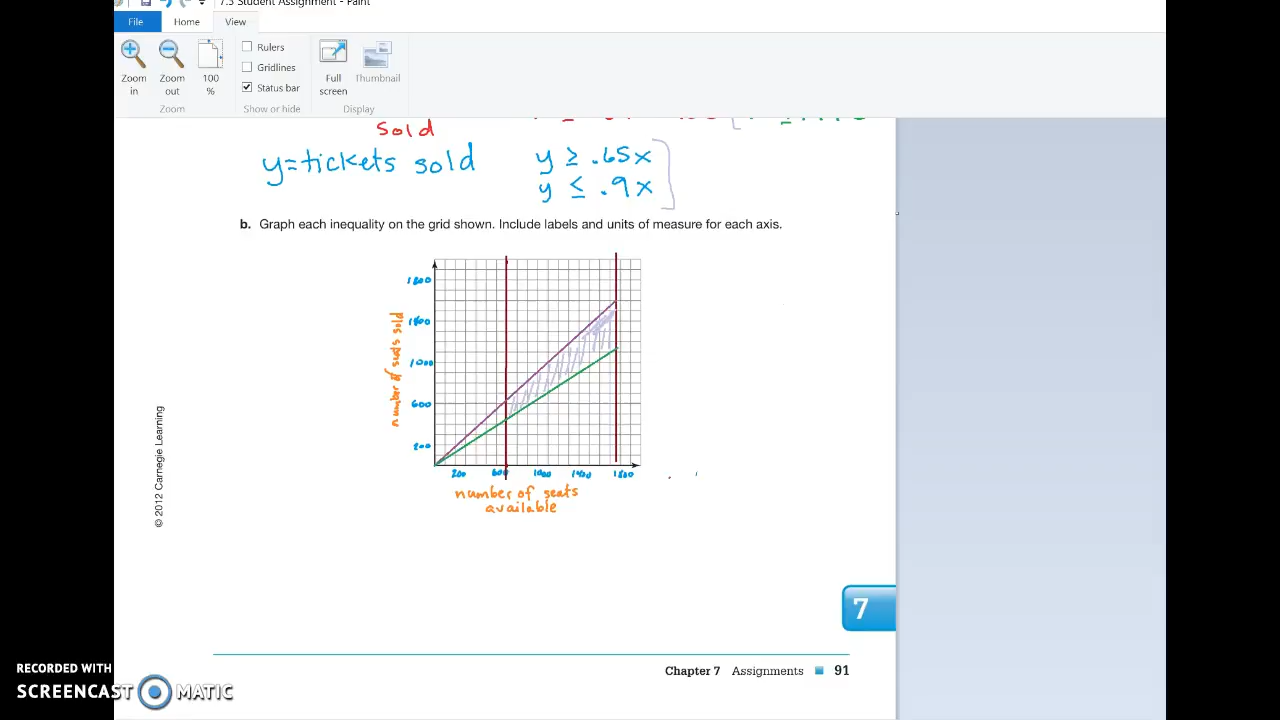 7.3 Student Assignment - Paint
File Home View
Zoom in
Zoom out
100 %
Rulers
Gridlines
Status bar
Full screen
Thumbnail
Zoom
Show or hide
Display
sold
y=tickets sold
y ≥ .65x
y ≤ .9x
b. Graph each inequality on the grid shown. Include labels and units of measure for each axis.
1800
1400
1000
600
200
number of seats sold
200 600 1000 1400 1800
number of seats
available
© 2012 Carnegie Learning
7
Chapter 7 Assignments 91
RECORDED WITH
SCREENCAST MATIC